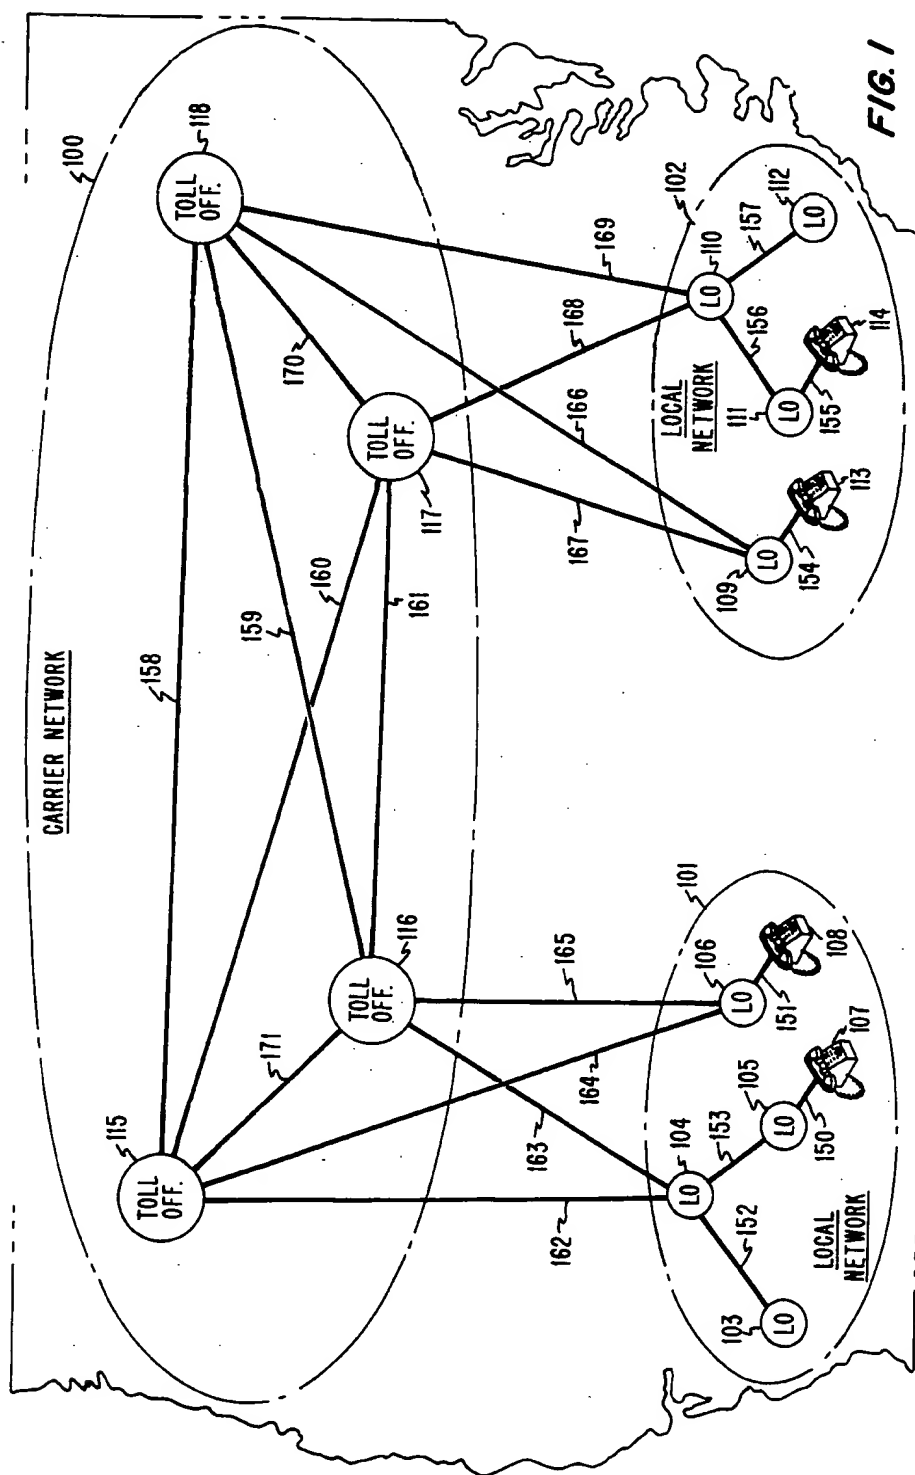 CARRIER NETWORK
100
115
TOLL
OFF.
158
118
TOLL
OFF.
159
171
116
TOLL
OFF.
160
161
170
117
TOLL
OFF.
162
163
164
165
166
167
168
169
101
104
LO
106
LO
152
153
105
LO
151
108
103
LO
150
107
LOCAL
NETWORK
102
110
LO
109
LO
154
113
LOCAL
NETWORK
156
157
112
LO
111
LO
155
114
FIG. 1